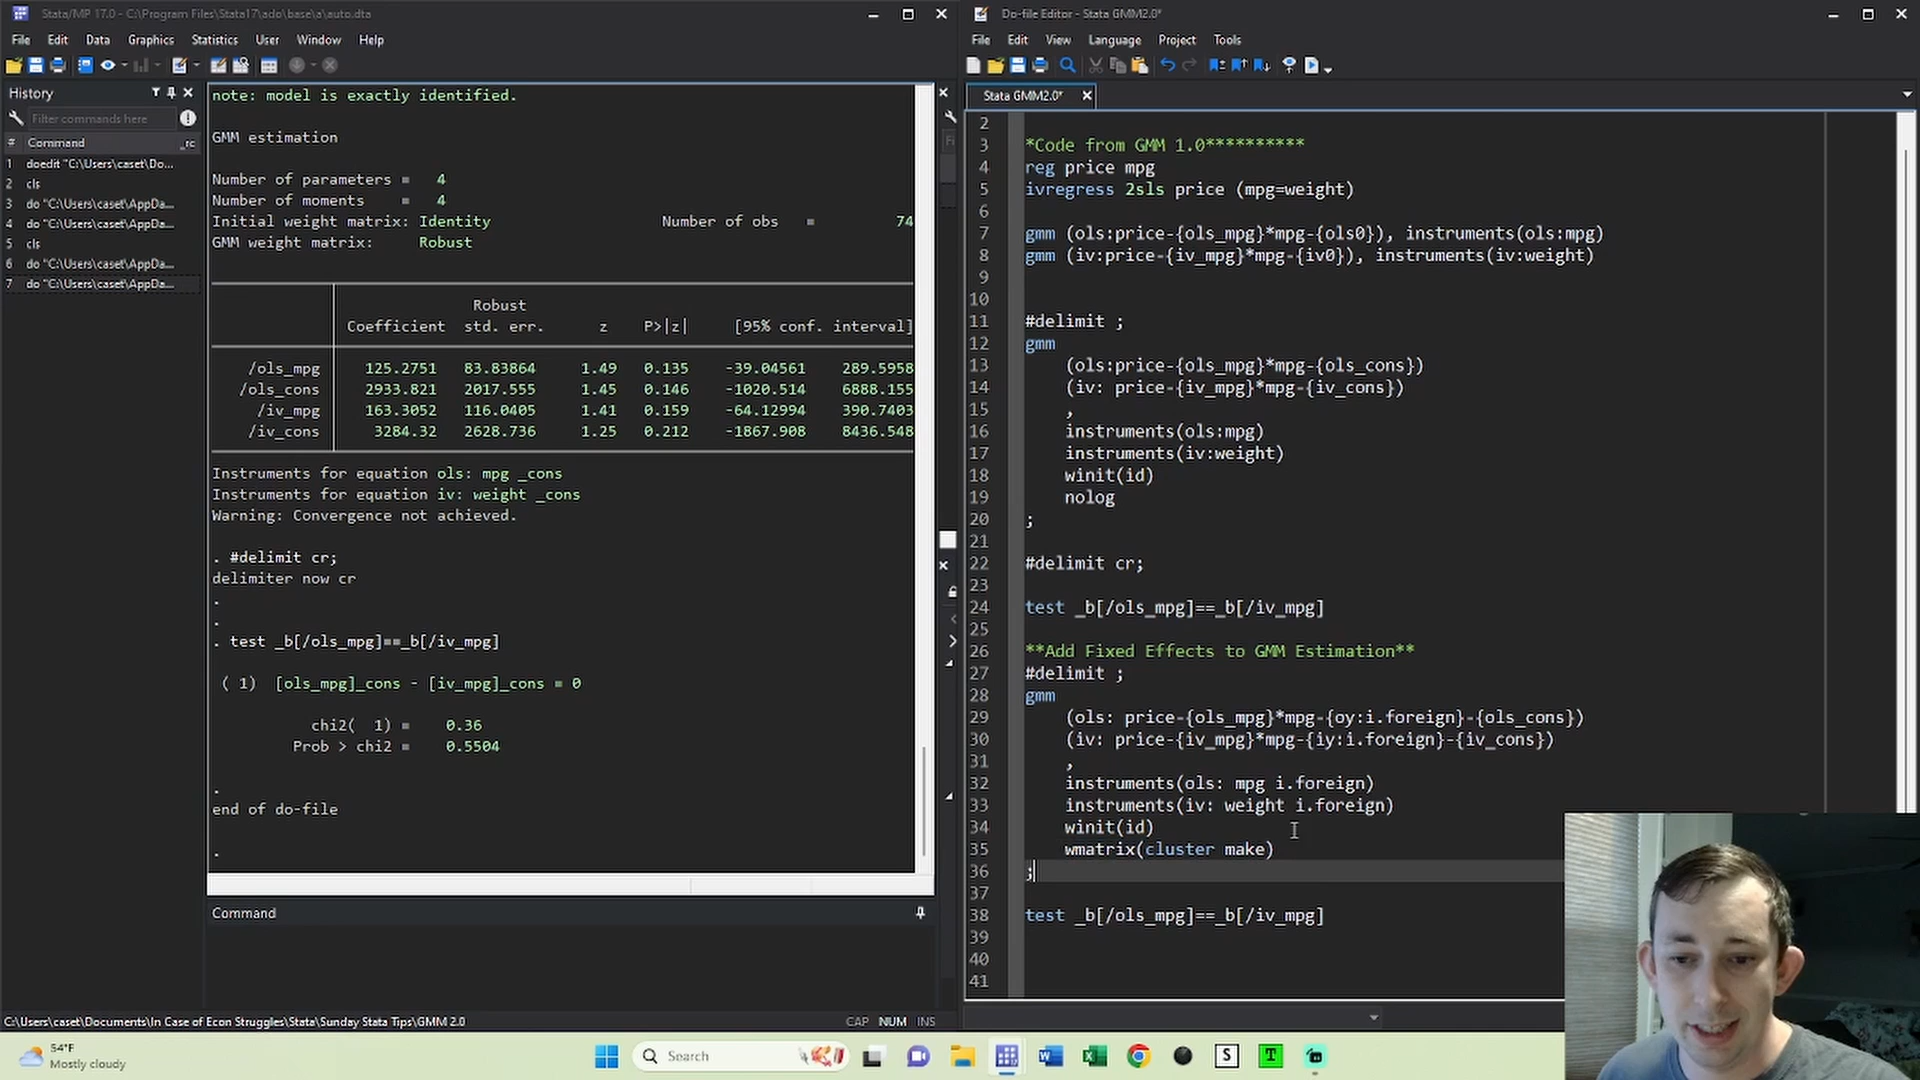 Stata/MP 17.0 - C:\Program Files\Stata17\ado\base\a\auto.dta
File Edit Data Graphics Statistics User Window Help
History
Filter commands here
# Command _rc
1 doedit "C:\Users\caset\Do...
2 cls
3 do "C:\Users\caset\AppDa...
4 do "C:\Users\caset\AppDa...
5 cls
6 do "C:\Users\caset\AppDa...
7 do "C:\Users\caset\AppDa...
note: model is exactly identified.
GMM estimation
Number of parameters = 4
Number of moments = 4
Initial weight matrix: Identity Number of obs = 74
GMM weight matrix: Robust
Robust
Coefficient std. err. z P>|z| [95% conf. interval]
/ols_mpg 125.2751 83.83864 1.49 0.135 -39.04561 289.5958
/ols_cons 2933.821 2017.555 1.45 0.146 -1020.514 6888.155
/iv_mpg 163.3052 116.0405 1.41 0.159 -64.12994 390.7403
/iv_cons 3284.32 2628.736 1.25 0.212 -1867.908 8436.548
Instruments for equation ols: mpg _cons
Instruments for equation iv: weight _cons
Warning: Convergence not achieved.
. #delimit cr;
delimiter now cr
.
.
. test _b[/ols_mpg]==_b[/iv_mpg]
( 1) [ols_mpg]_cons - [iv_mpg]_cons = 0
chi2( 1) = 0.36
Prob > chi2 = 0.5504
.
end of do-file
.
Command
C:\Users\caset\Documents\In Case of Econ Struggles\Stata\Sunday Stata Tips\GMM 2.0
CAP NUM INS
Do-file Editor - Stata GMM2.0*
File Edit View Language Project Tools
Stata GMM2.0*
2
3 *Code from GMM 1.0**********
4 reg price mpg
5 ivregress 2sls price (mpg=weight)
6
7 gmm (ols:price-{ols_mpg}*mpg-{ols0}), instruments(ols:mpg)
8 gmm (iv:price-{iv_mpg}*mpg-{iv0}), instruments(iv:weight)
9
10
11 #delimit ;
12 gmm
13 (ols:price-{ols_mpg}*mpg-{ols_cons})
14 (iv: price-{iv_mpg}*mpg-{iv_cons})
15 ,
16 instruments(ols:mpg)
17 instruments(iv:weight)
18 winit(id)
19 nolog
20 ;
21
22 #delimit cr;
23
24 test _b[/ols_mpg]==_b[/iv_mpg]
25
26 **Add Fixed Effects to GMM Estimation**
27 #delimit ;
28 gmm
29 (ols: price-{ols_mpg}*mpg-{oy:i.foreign}-{ols_cons})
30 (iv: price-{iv_mpg}*mpg-{iy:i.foreign}-{iv_cons})
31 ,
32 instruments(ols: mpg i.foreign)
33 instruments(iv: weight i.foreign)
34 winit(id)
35 wmatrix(cluster make)
36 ;
37
38 test _b[/ols_mpg]==_b[/iv_mpg]
39
40
41
54°F
Mostly cloudy
Search